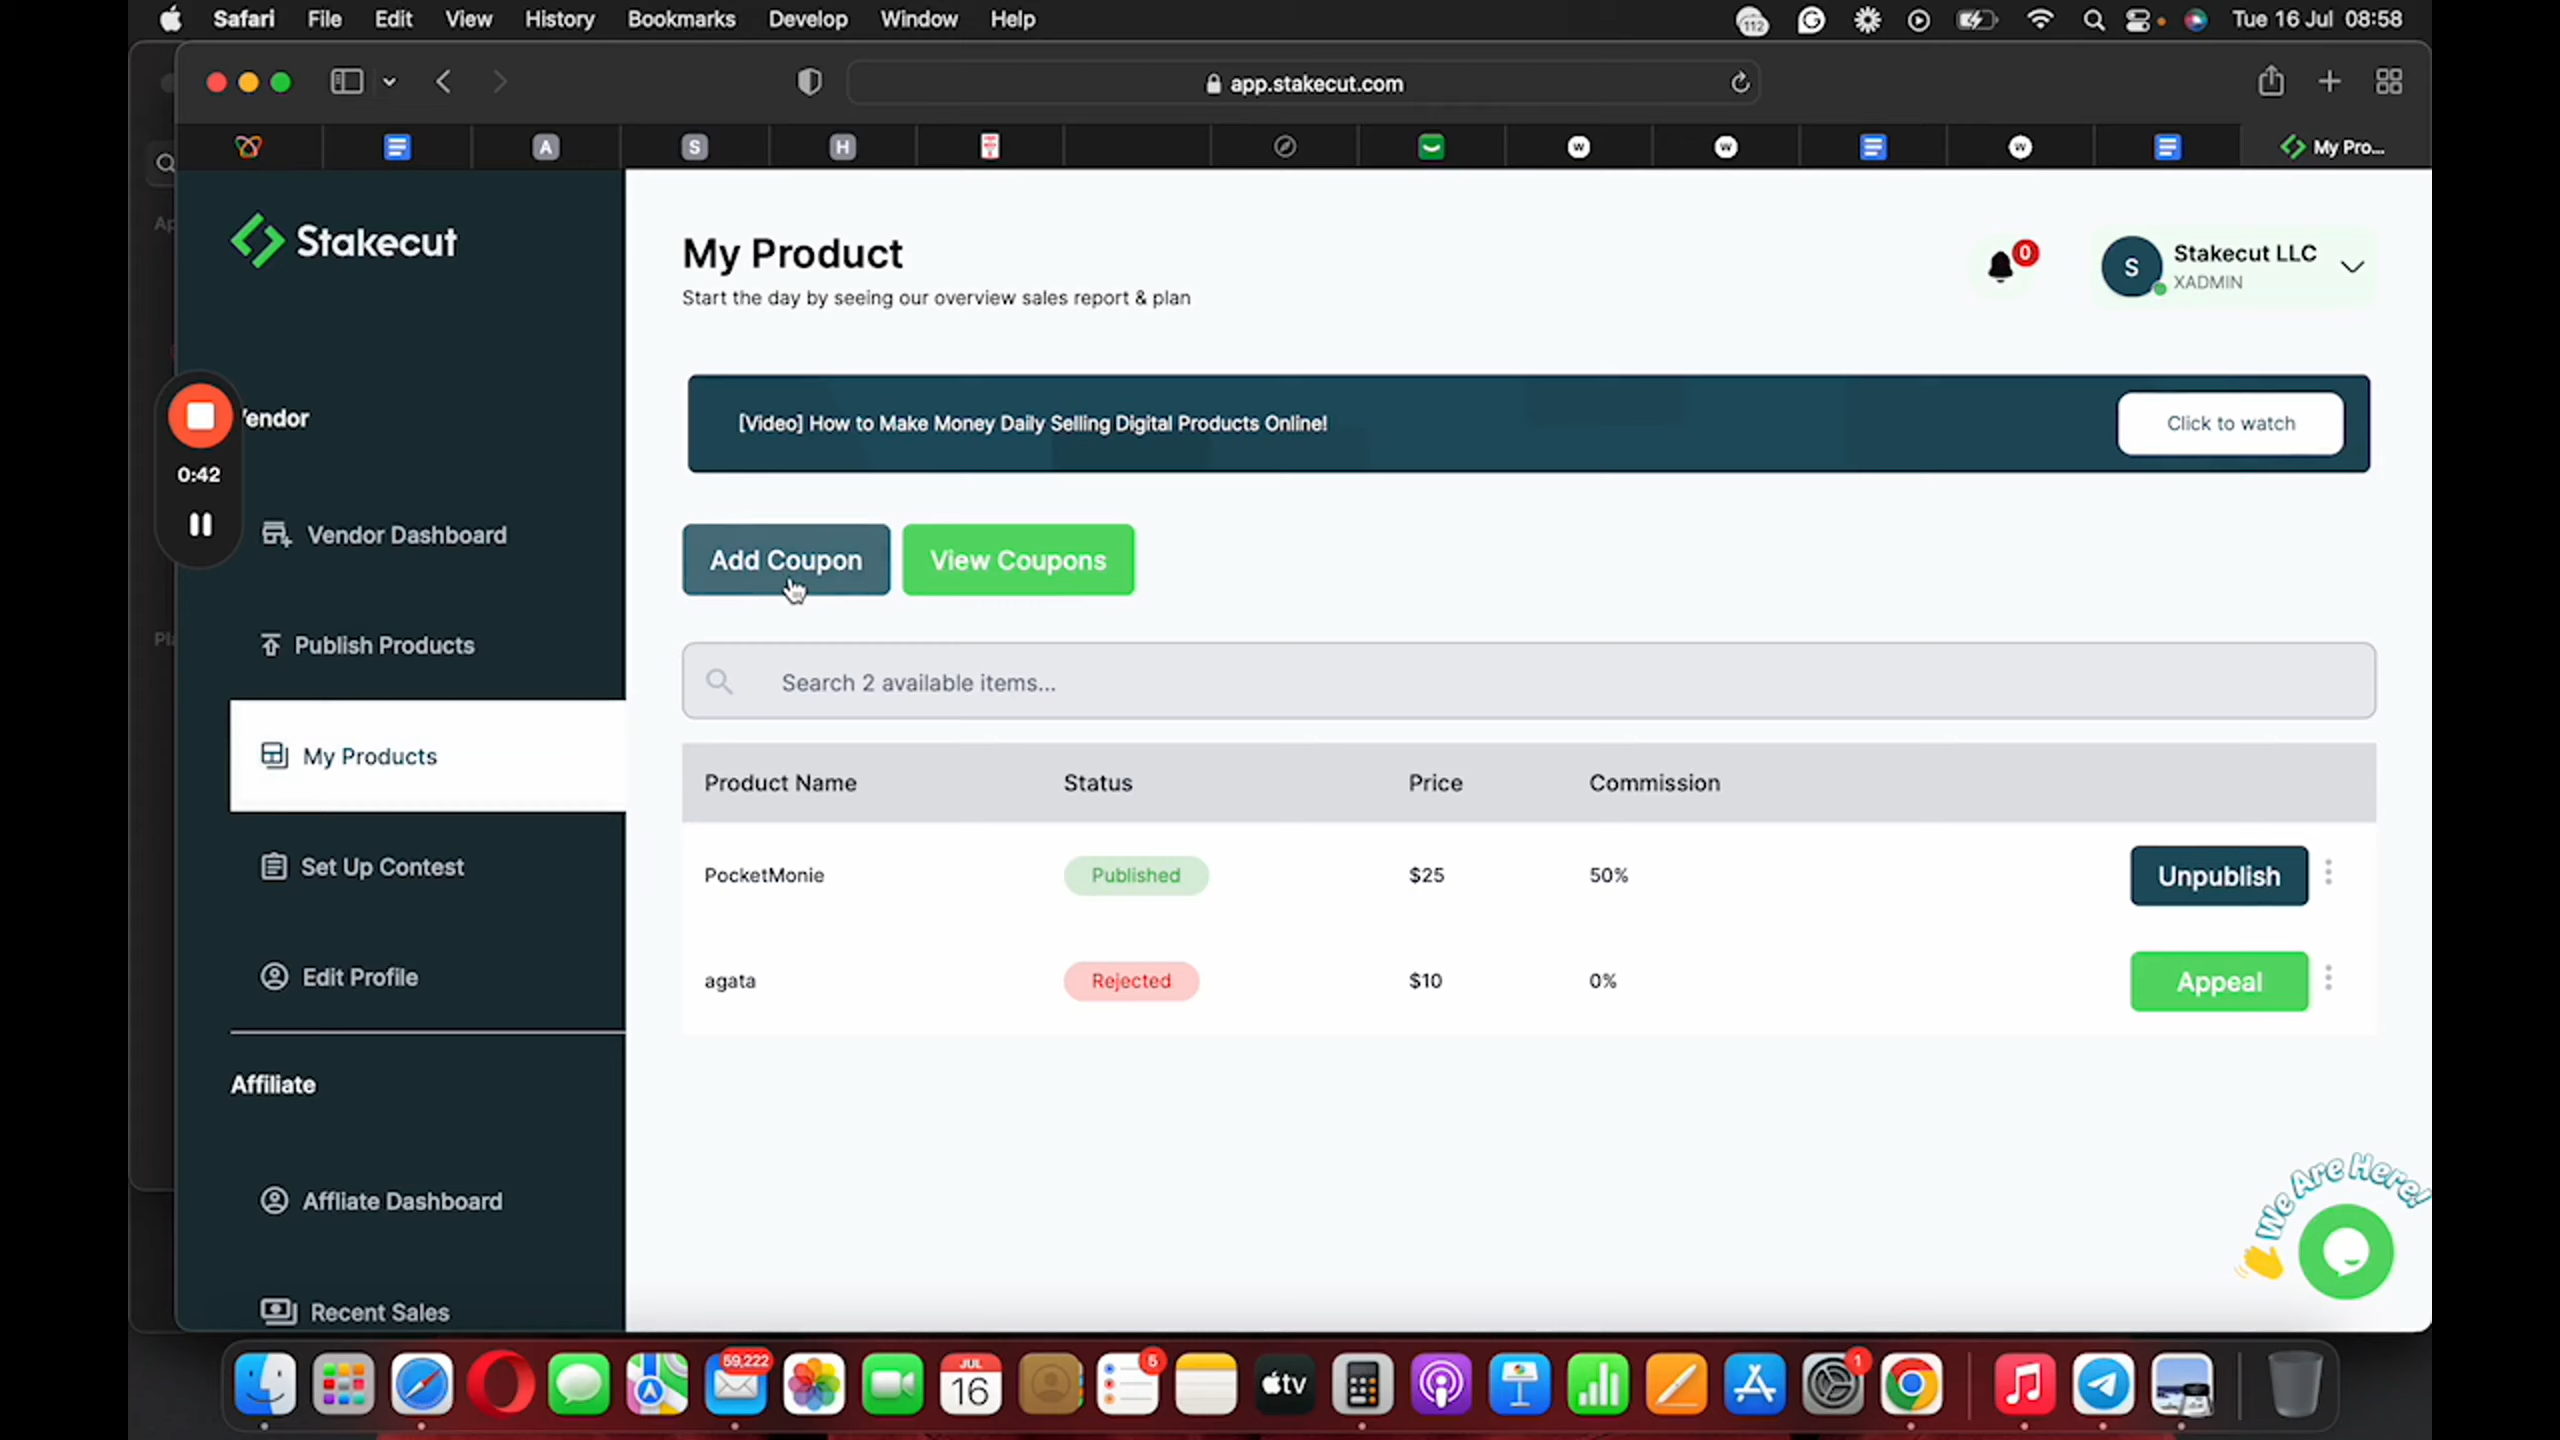 Safari File Edit View History Bookmarks Develop Window Help
112
Tue 16 Jul 08:58
app.stakecut.com
A
S
H
W
W
W
My Pro...
Stakecut
My Product
Start the day by seeing our overview sales report & plan
0
S
Stakecut LLC
XADMIN
[Video] How to Make Money Daily Selling Digital Products Online!
Click to watch
endor
0:42
Add Coupon
View Coupons
Vendor Dashboard
Publish Products
My Products
Set Up Contest
Edit Profile
Affiliate
Affliate Dashboard
Recent Sales
Search 2 available items...
Product Name Status Price Commission
PocketMonie Published $25 50% Unpublish
agata Rejected $10 0% Appeal
We Are Here!
59,222
JUL
16
5
tv
1